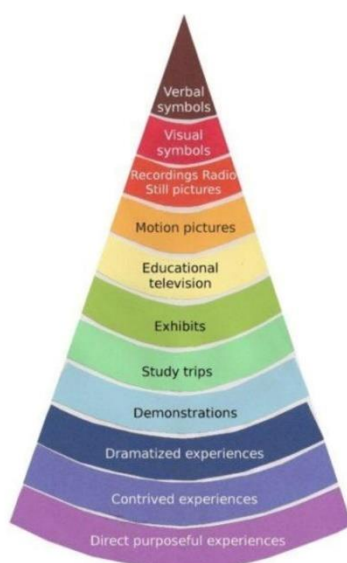 Verbal
symbols
Visual
symbols
Recordings Radio
Still pictures
Motion pictures
Educational
television
Exhibits
Study trips
Demonstrations
Dramatized experiences
Contrived experiences
Direct purposeful experiences